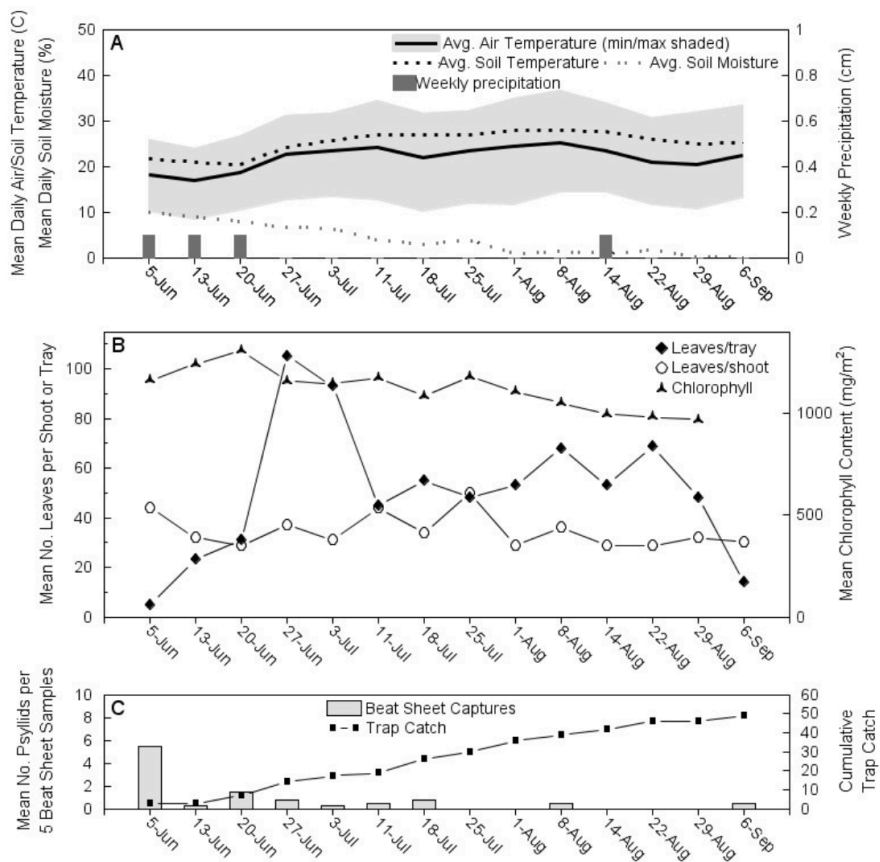 A
Mean Daily Air/Soil Temperature (C)
Mean Daily Soil Moisture (%)
50
40
30
20
10
0
Avg. Air Temperature (min/max shaded)
Avg. Soil Temperature
Avg. Soil Moisture
Weekly precipitation
1
0.8
0.6
0.4
0.2
0
Weekly Precipitation (cm)
5-Jun
13-Jun
20-Jun
27-Jun
3-Jul
11-Jul
18-Jul
25-Jul
1-Aug
8-Aug
14-Aug
22-Aug
29-Aug
6-Sep
B
Mean No. Leaves per Shoot or Tray
100
80
60
40
20
0
Leaves/tray
Leaves/shoot
Chlorophyll
1000
500
0
Mean Chlorophyll Content (mg/m²)
5-Jun
13-Jun
20-Jun
27-Jun
3-Jul
11-Jul
18-Jul
25-Jul
1-Aug
8-Aug
14-Aug
22-Aug
29-Aug
6-Sep
C
Mean No. Psyllids per
5 Beat Sheet Samples
10
8
6
4
2
0
Beat Sheet Captures
Trap Catch
60
50
40
30
20
10
0
Cumulative
Trap Catch
5-Jun
13-Jun
20-Jun
27-Jun
3-Jul
11-Jul
18-Jul
25-Jul
1-Aug
8-Aug
14-Aug
22-Aug
29-Aug
6-Sep